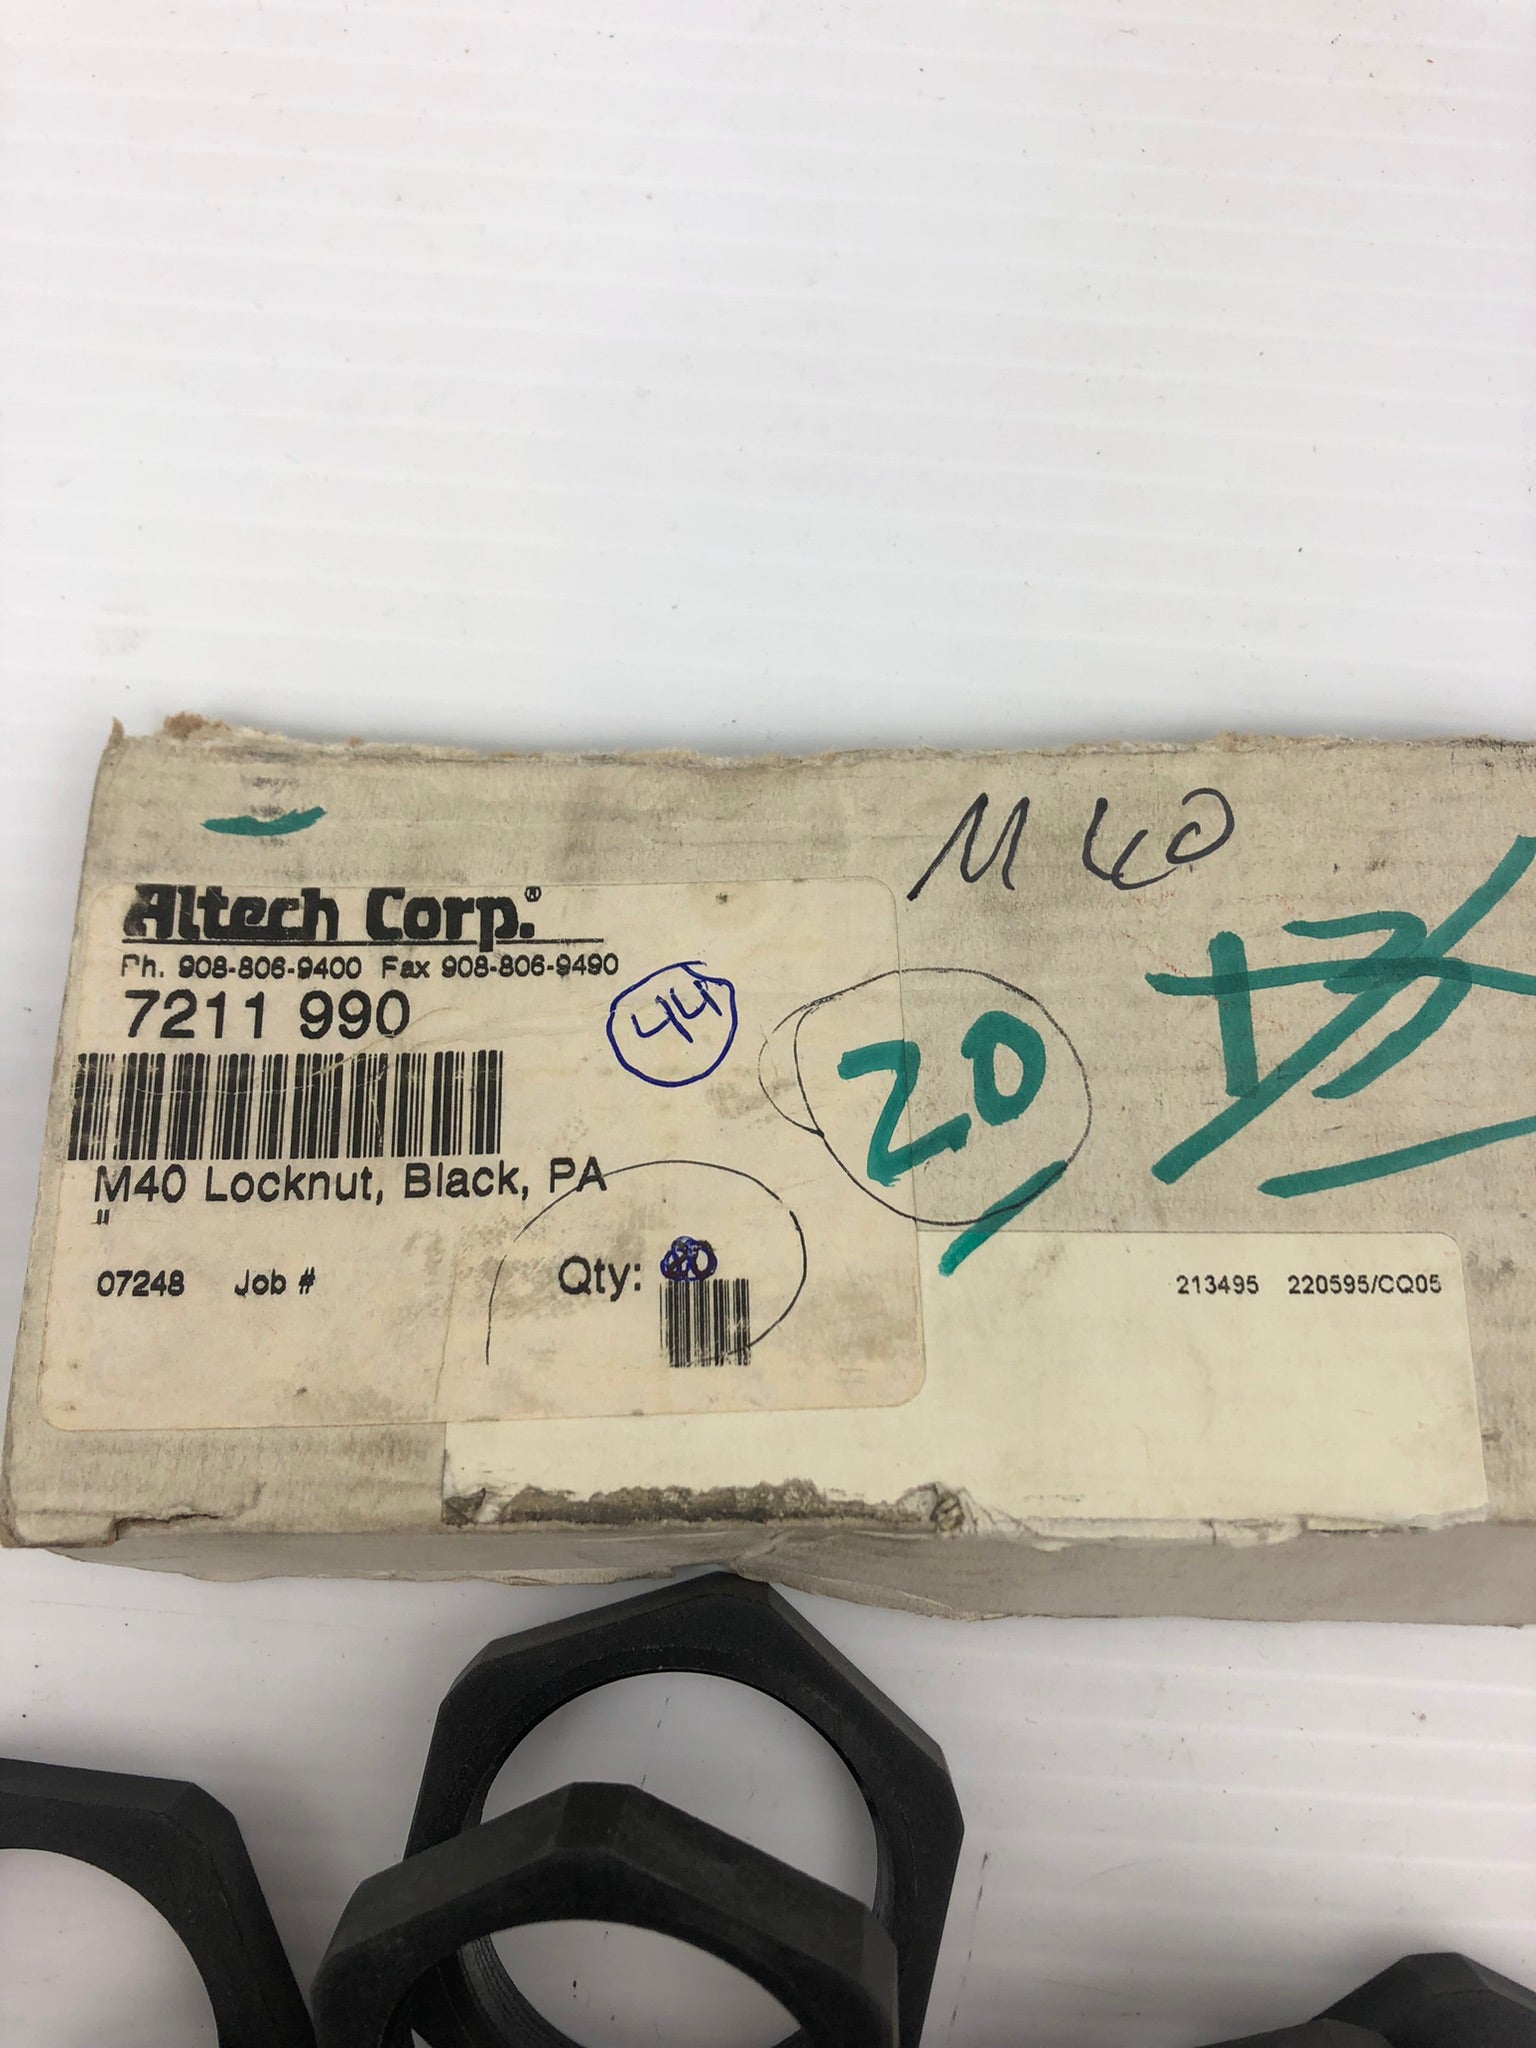 M40
Altech Corp.®
Ph. 908-806-9400 Fax 908-806-9490
7211 990
44
20
M40 Locknut, Black, PA
"
07248 Job #
Qty:
213495 220595/CQ05